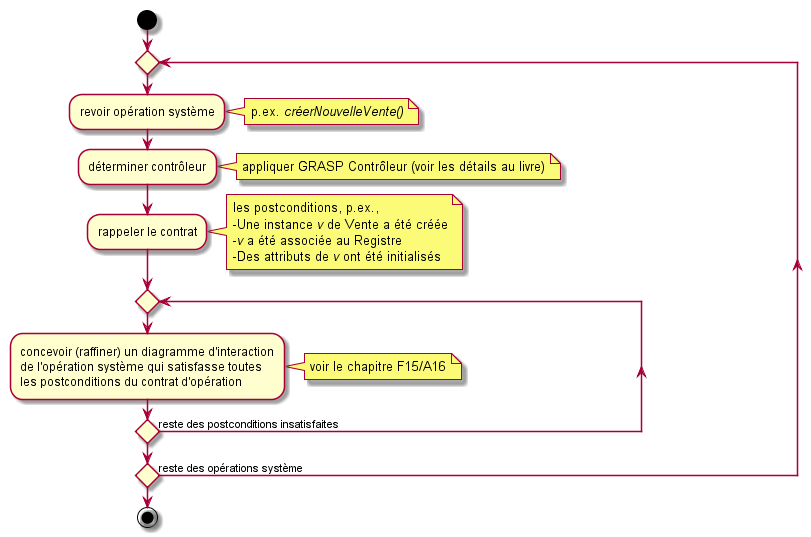 revoir opération système
p.ex. créerNouvelleVente()
déterminer contrôleur
appliquer GRASP Contrôleur (voir les détails au livre)
rappeler le contrat
les postconditions, p.ex.,
-Une instance v de Vente a été créée
-v a été associée au Registre
-Des attributs de v ont été initialisés
concevoir (raffiner) un diagramme d'interaction
de l'opération système qui satisfasse toutes
les postconditions du contrat d'opération
voir le chapitre F15/A16
reste des postconditions insatisfaites
reste des opérations système